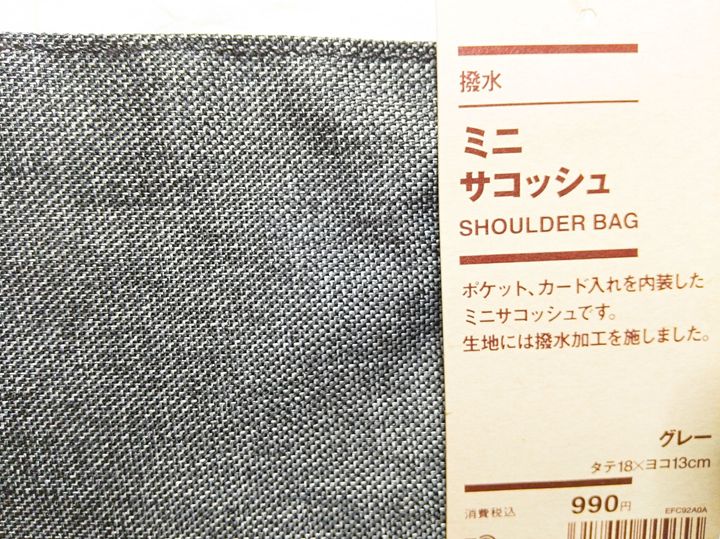 撥水
ミニ
サコッシュ
SHOULDER BAG
ポケット、カード入れを内装した
ミニサコッシュです。
生地には撥水加工を施しました。
グレー
タテ18×ヨコ13cm
消費税込 990円
EFC92A0A